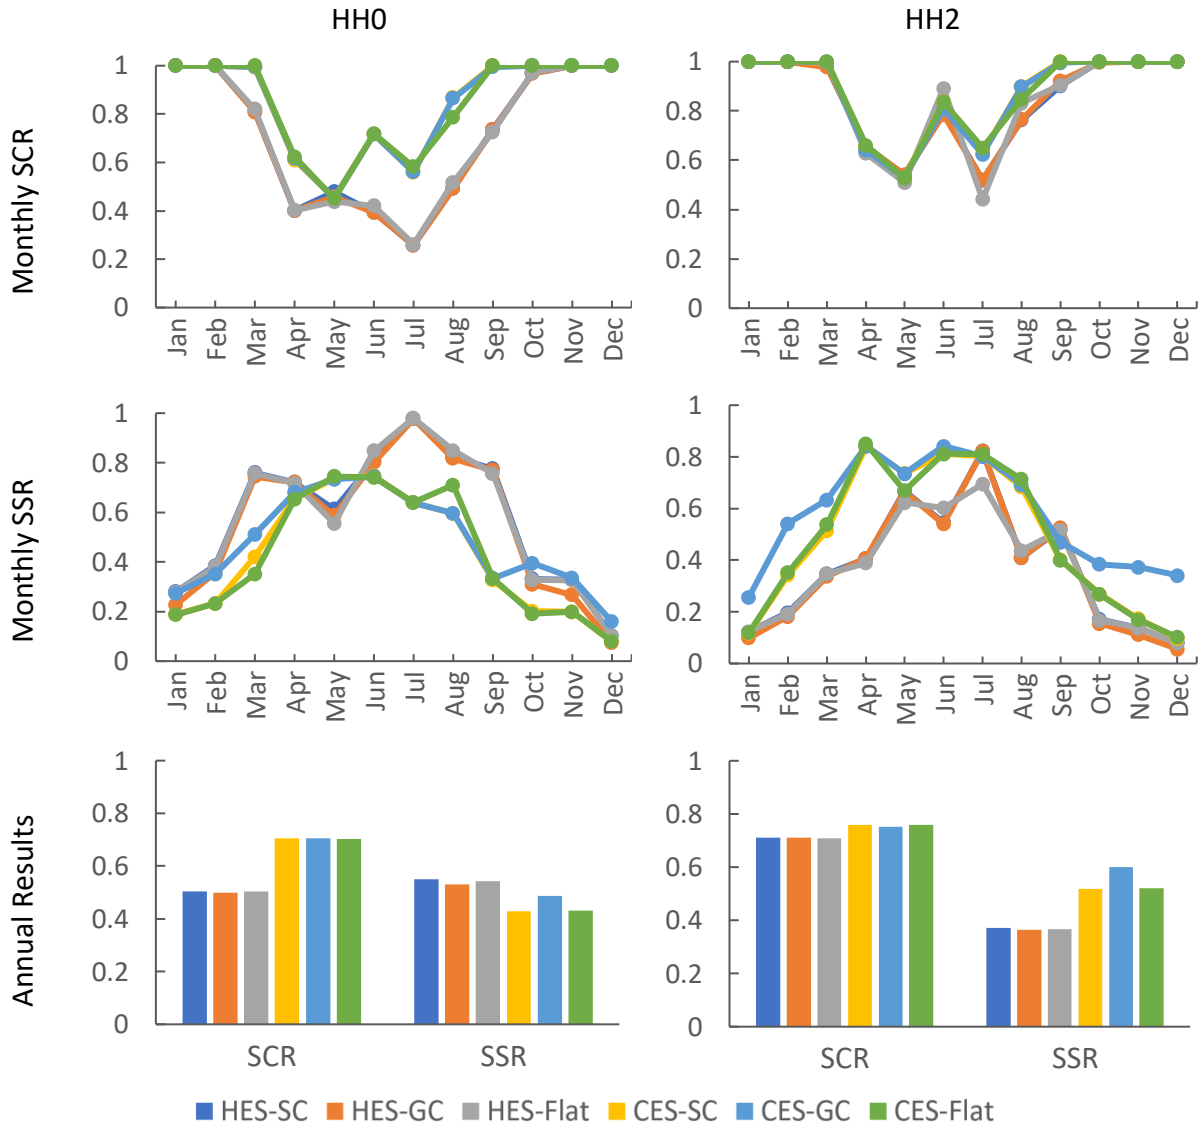 HH0
HH2
Monthly SCR
1
0.8
0.6
0.4
0.2
0
Jan
Feb
Mar
Apr
May
Jun
Jul
Aug
Sep
Oct
Nov
Dec
1
0.8
0.6
0.4
0.2
0
Jan
Feb
Mar
Apr
May
Jun
Jul
Aug
Sep
Oct
Nov
Dec
Monthly SSR
1
0.8
0.6
0.4
0.2
0
Jan
Feb
Mar
Apr
May
Jun
Jul
Aug
Sep
Oct
Nov
Dec
1
0.8
0.6
0.4
0.2
0
Jan
Feb
Mar
Apr
May
Jun
Jul
Aug
Sep
Oct
Nov
Dec
Annual Results
1
0.8
0.6
0.4
0.2
0
SCR SSR
1
0.8
0.6
0.4
0.2
0
SCR SSR
HES-SC HES-GC HES-Flat CES-SC CES-GC CES-Flat